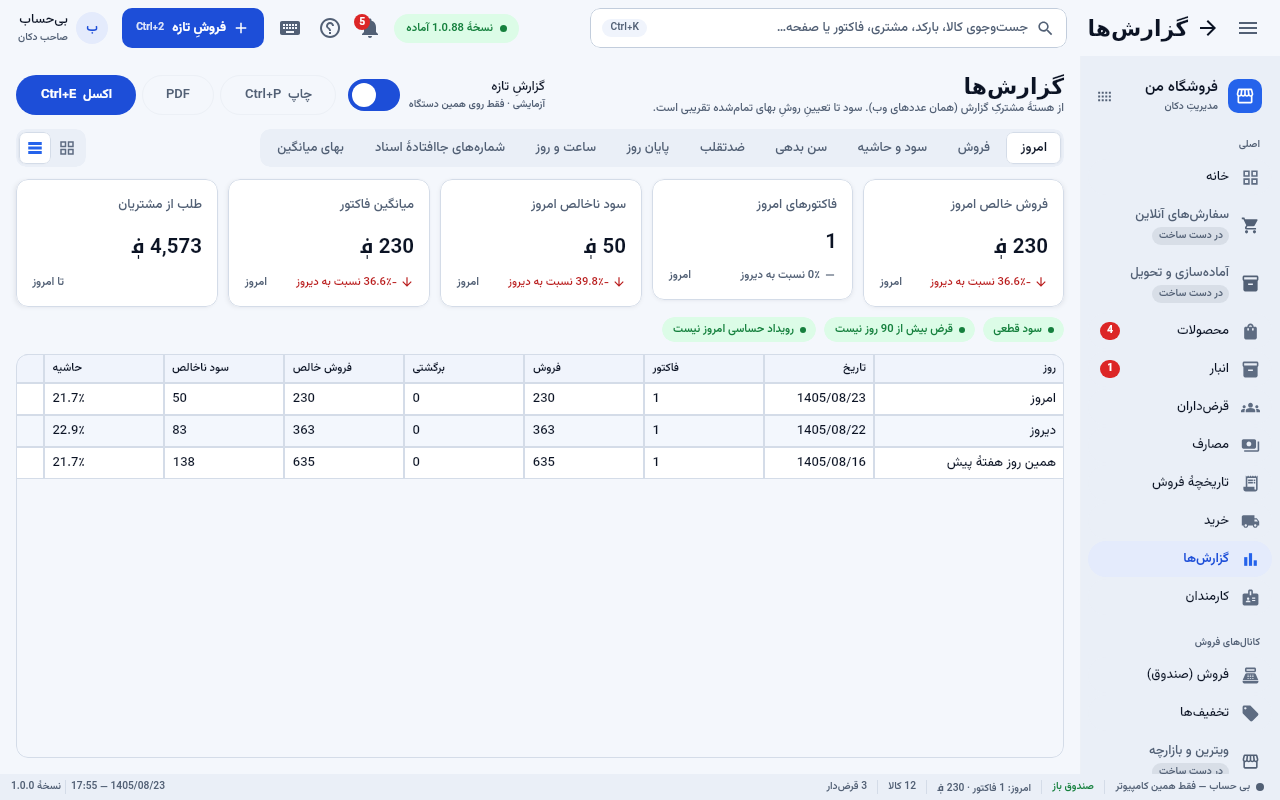 گزارش‌ها
جست‌وجوی کالا، بارکد، مشتری، فاکتور یا صفحه...
Ctrl+K
نسخهٔ 1.0.88 آماده
5
فروشِ تازه
Ctrl+2
ب
بی‌حساب
صاحب دکان
فروشگاه من
مدیریتِ دکان
اصلی
خانه
سفارش‌های آنلاین
در دست ساخت
آماده‌سازی و تحویل
در دست ساخت
محصولات
4
انبار
1
قرض‌داران
مصارف
تاریخچهٔ فروش
خرید
گزارش‌ها
کارمندان
کانال‌های فروش
فروش (صندوق)
تخفیف‌ها
ویترین و بازارچه
در دست ساخت
گزارش‌ها
از هستهٔ مشترکِ گزارش (همان عددهای وب). سود تا تعیینِ روشِ بهای تمام‌شده تقریبی است.
گزارشِ تازه
آزمایشی · فقط روی همین دستگاه
چاپ Ctrl+P
PDF
اکسل Ctrl+E
امروز
فروش
سود و حاشیه
سن بدهی
ضدتقلب
پایان روز
ساعت و روز
شماره‌های جاافتادهٔ اسناد
بهای میانگین
فروش خالص امروز
230 ؋
↓ -36.6٪ نسبت به دیروز
امروز
فاکتورهای امروز
1
— 0٪ نسبت به دیروز
امروز
سود ناخالص امروز
50 ؋
↓ -39.8٪ نسبت به دیروز
امروز
میانگین فاکتور
230 ؋
↓ -36.6٪ نسبت به دیروز
امروز
طلب از مشتریان
4,573 ؋
تا امروز
سود قطعی
قرض بیش از 90 روز نیست
رویداد حساسی امروز نیست
روز تاریخ فاکتور فروش برگشتی فروش خالص سود ناخالص حاشیه
امروز 1405/08/23 1 230 0 230 50 21.7٪
دیروز 1405/08/22 1 363 0 363 83 22.9٪
همین روز هفتهٔ پیش 1405/08/16 1 635 0 635 138 21.7٪
بی حساب — فقط همین کامپیوتر
صندوق باز
امروز: 1 فاکتور · 230 ؋
12 کالا
3 قرض‌دار
1405/08/23 — 17:55
نسخهٔ 1.0.0